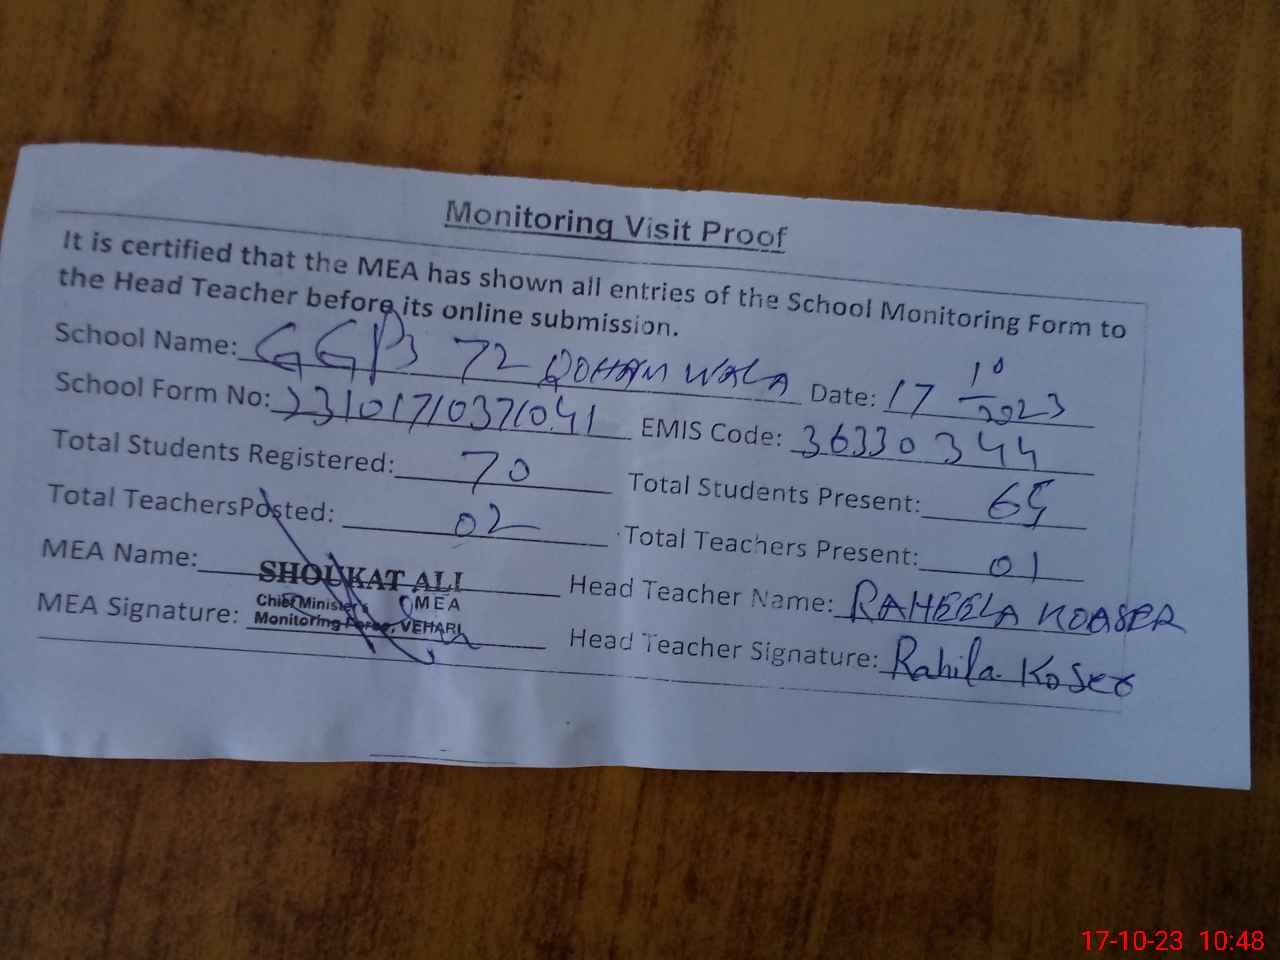 Monitoring Visit Proof
It is certified that the MEA has shown all entries of the School Monitoring Form to
the Head Teacher before its online submission.
School Name: GGPS 72 DOHAM WALA Date: 17/10/2023
School Form No: 23101710371041 EMIS Code: 36330344
Total Students Registered: 70 Total Students Present: 65
Total TeachersPosted: 02 Total Teachers Present: 01
MEA Name: SHOUKAT ALI Head Teacher Name: RAHEELA KOASER
Chief Minister's MEA
MEA Signature: Monitoring Force, VEHARI Head Teacher Signature: Rahila Koser
17-10-23 10:48